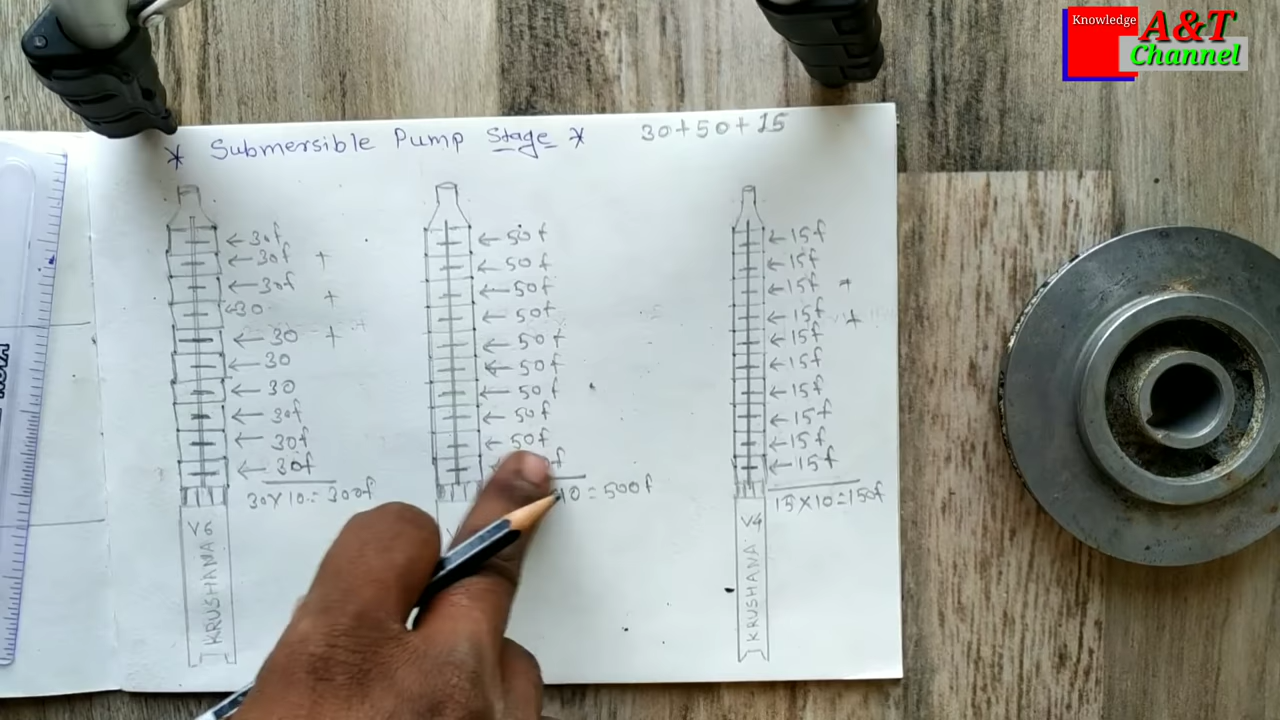 Knowledge
A&T
Channel
* Submersible Pump Stage *
30+50+15
←30f
←30f +
←30f
←30 +
←30 +
←30
←30
←30f
←30f
←30f
30×10=300f
V6
KRUSHANA
←50f
←50f
←50f
←50f
←50f
←50f
←50f
←50f
←50f
10=500f
←15f
←15f
←15f +
←15f +
←15f
←15f
←15f
←15f
←15f
←15f
15×10=150f
V4
KRUSHANA